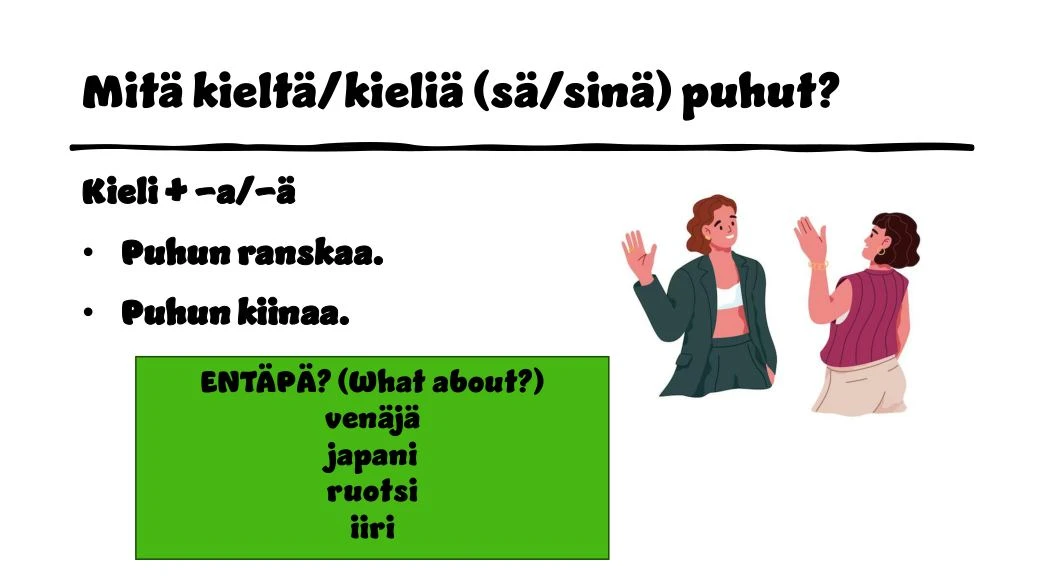 Mitä kieltä/kieliä (sä/sinä) puhut?
Kieli + –a/–ä
• Puhun ranskaa.
• Puhun kiinaa.
ENTÄPÄ? (What about?)
venäjä
japani
ruotsi
iiri